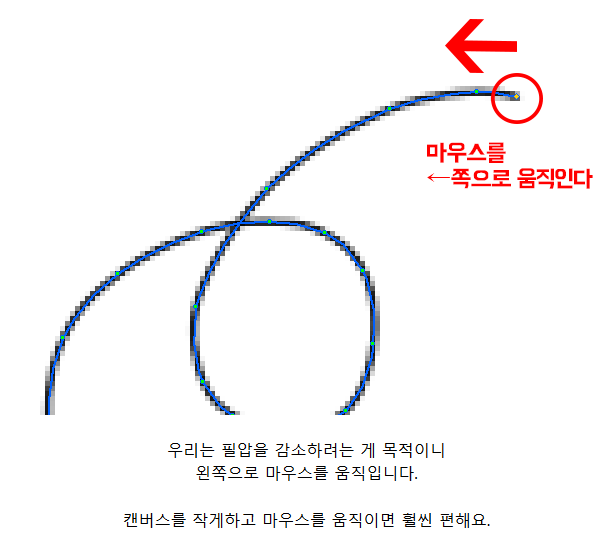 마우스를
←쪽으로 움직인다
우리는 필압을 감소하려는 게 목적이니
왼쪽으로 마우스를 움직입니다.
캔버스를 작게하고 마우스를 움직이면 훨씬 편해요.